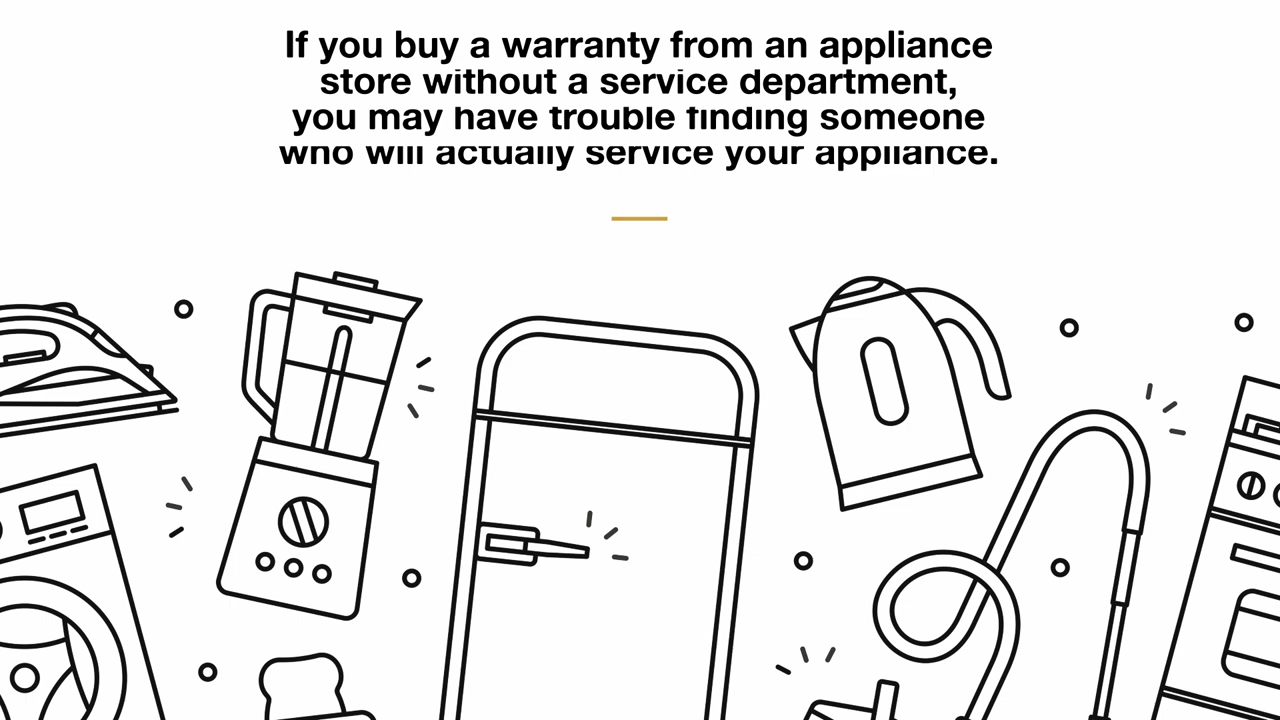 If you buy a warranty from an appliance
store without a service department,
you may have trouble finding someone
who will actually service your appliance.